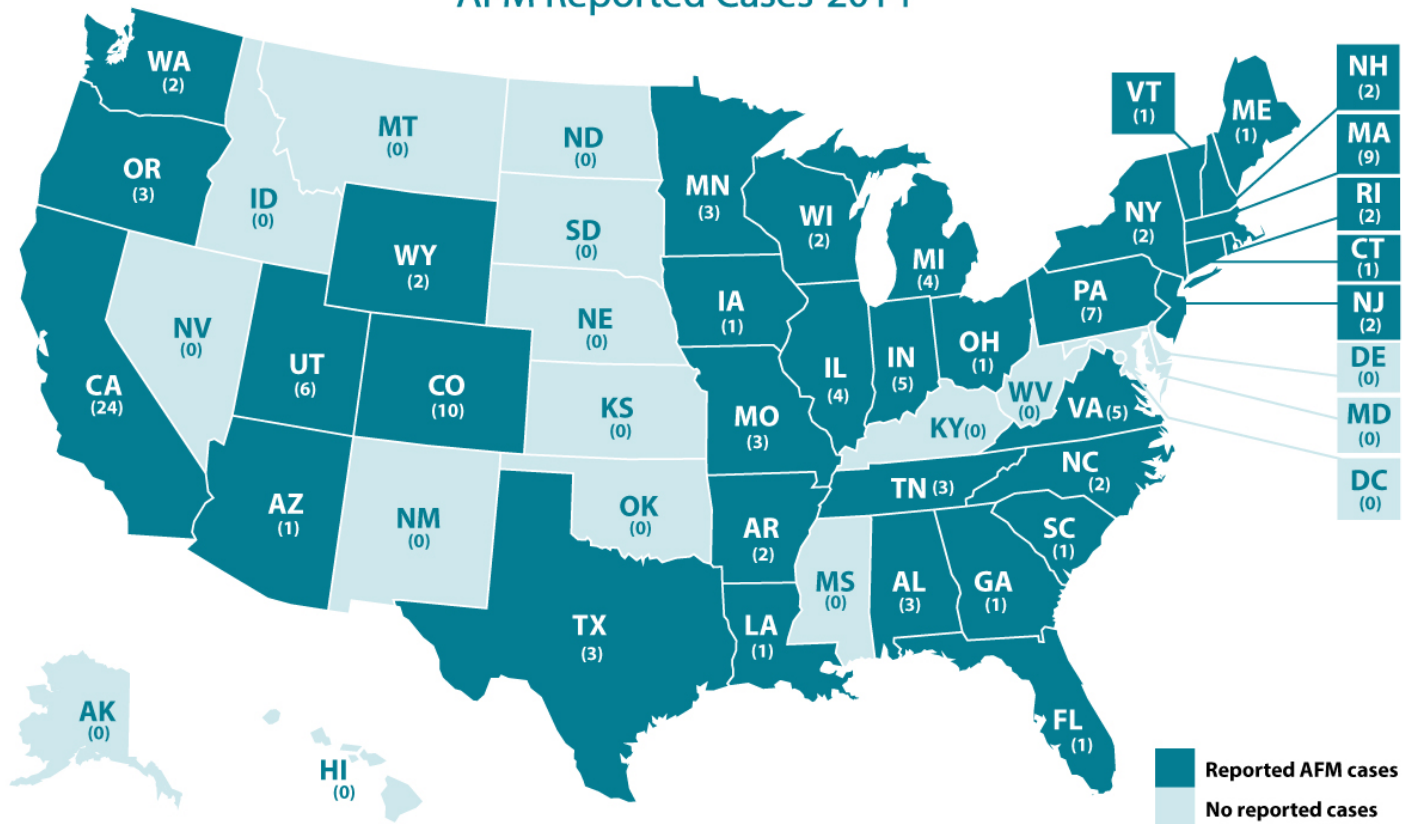 AFM Reported Cases 2014
WA
(2)
OR
(3)
CA
(24)
ID
(0)
NV
(0)
MT
(0)
WY
(2)
UT
(6)
CO
(10)
AZ
(1)
NM
(0)
ND
(0)
SD
(0)
NE
(0)
KS
(0)
OK
(0)
TX
(3)
MN
(3)
IA
(1)
MO
(3)
AR
(2)
LA
(1)
WI
(2)
IL
(4)
MI
(4)
IN
(5)
OH
(1)
KY(0)
WV
(0)
VA(5)
TN (3)
NC
(2)
SC
(1)
MS
(0)
AL
(3)
GA
(1)
FL
(1)
PA
(7)
NY
(2)
VT
(1)
ME
(1)
NH
(2)
MA
(9)
RI
(2)
CT
(1)
NJ
(2)
DE
(0)
MD
(0)
DC
(0)
AK
(0)
HI
(0)
Reported AFM cases
No reported cases